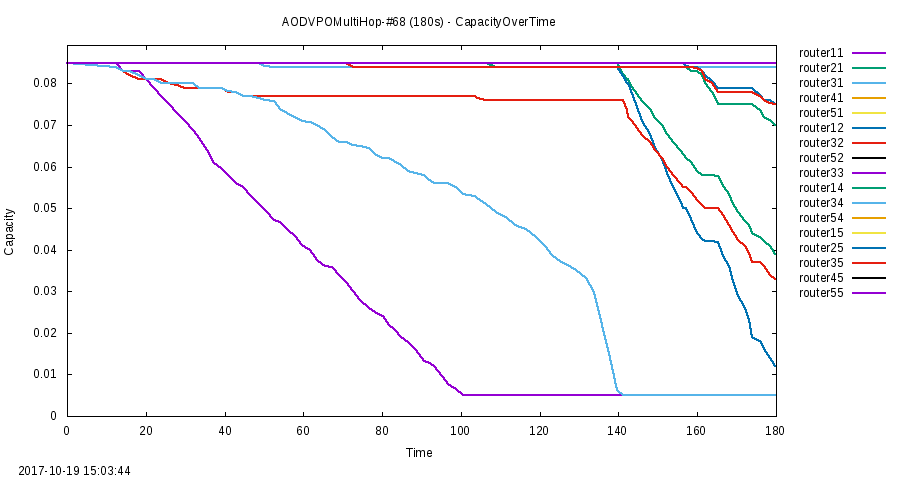 AODVPOMultiHop-#68 (180s) - CapacityOverTime
router11
router21
router31
router41
router51
router12
router32
router52
router33
router14
router34
router54
router15
router25
router35
router45
router55
Capacity
0.08
0.07
0.06
0.05
0.04
0.03
0.02
0.01
0
0 20 40 60 80 100 120 140 160 180
Time
2017-10-19 15:03:44